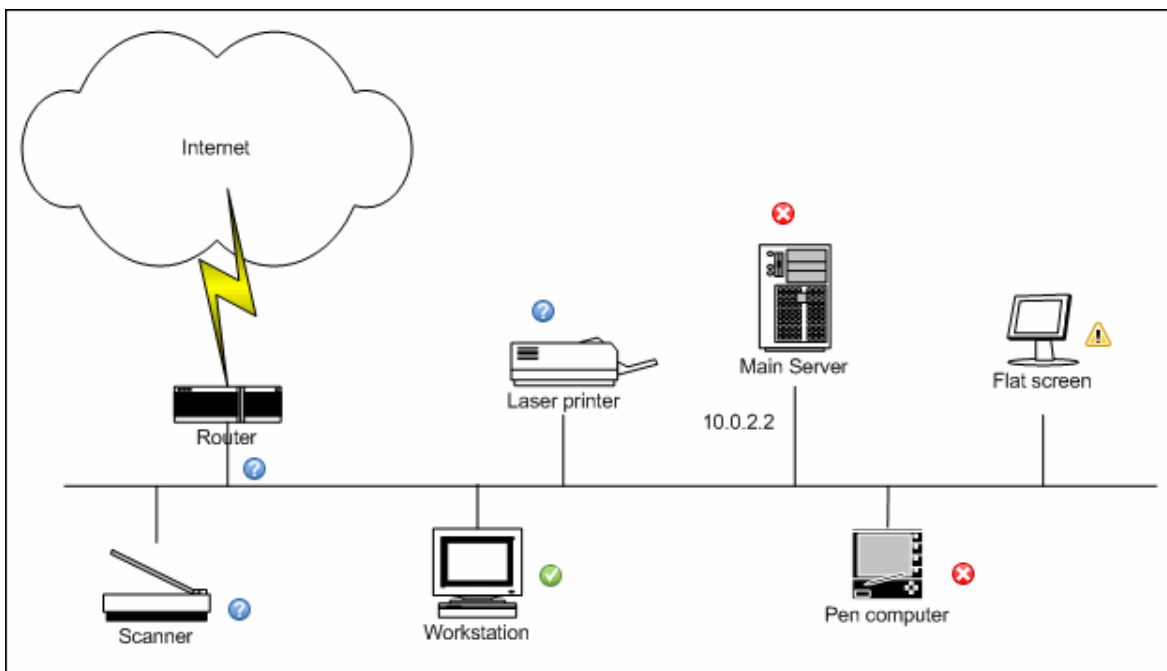 Internet
Main Server
Flat screen
Laser printer
10.0.2.2
Router
Scanner
Workstation
Pen computer